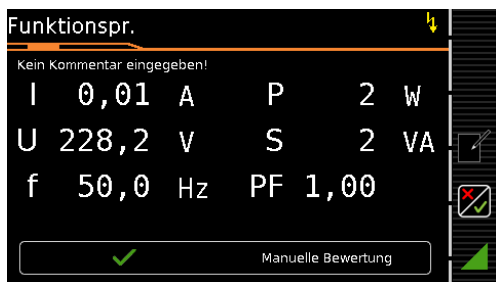 Funktionspr.
Kein Kommentar eingegeben!
I 0,01 A P 2 W
U 228,2 V S 2 VA
f 50,0 Hz PF 1,00
Manuelle Bewertung